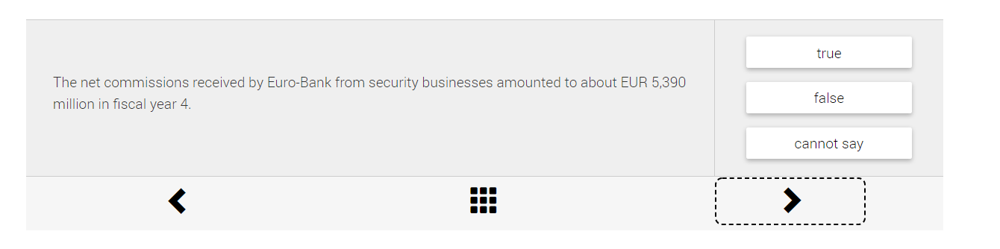 The net commissions received by Euro-Bank from security businesses amounted to about EUR 5,390
million in fiscal year 4.
true
false
cannot say